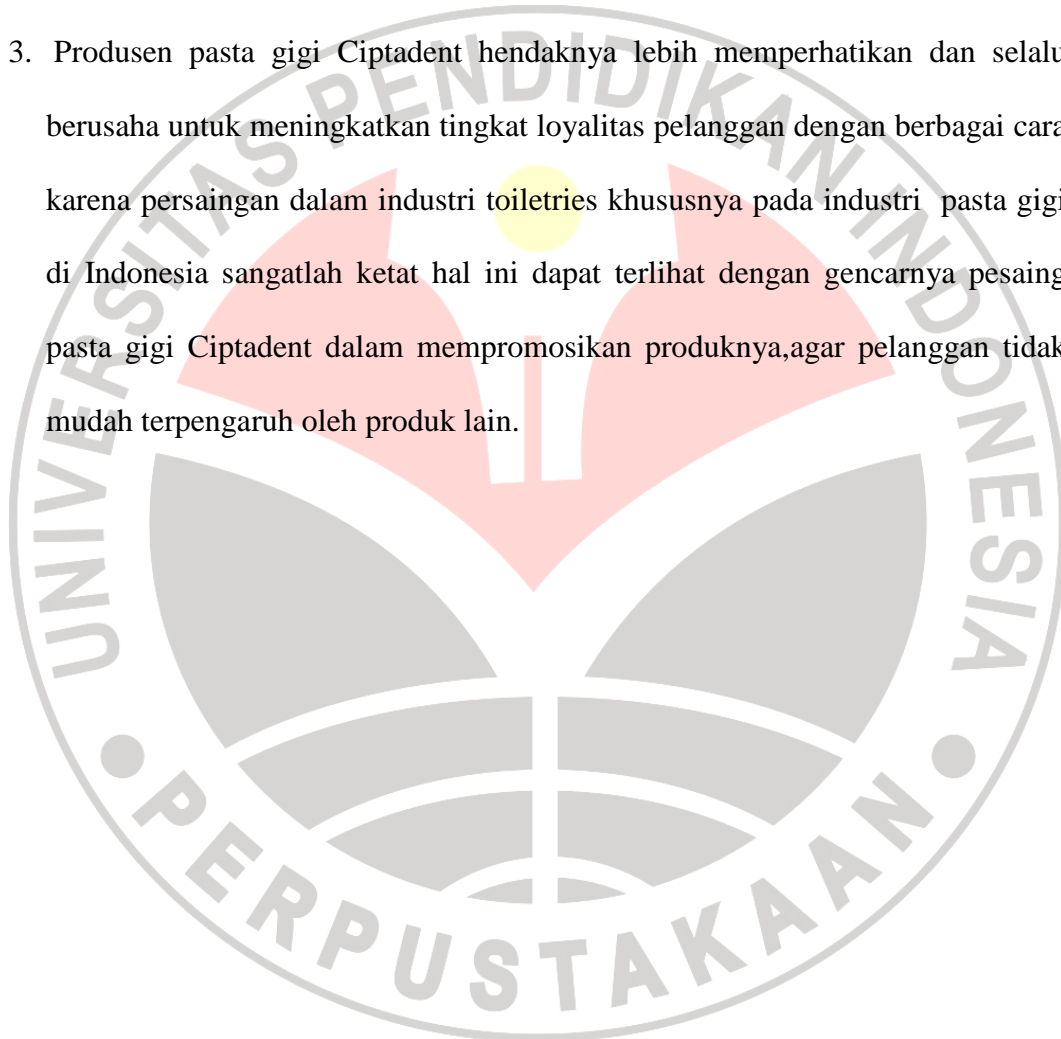 3. Produsen pasta gigi Ciptadent hendaknya lebih memperhatikan dan selalu
berusaha untuk meningkatkan tingkat loyalitas pelanggan dengan berbagai cara
karena persaingan dalam industri toiletries khususnya pada industri pasta gigi
di Indonesia sangatlah ketat hal ini dapat terlihat dengan gencarnya pesaing
pasta gigi Ciptadent dalam mempromosikan produknya,agar pelanggan tidak
mudah terpengaruh oleh produk lain.
UNIVERSITAS PENDIDIKAN INDONESIA
PERPUSTAKAAN